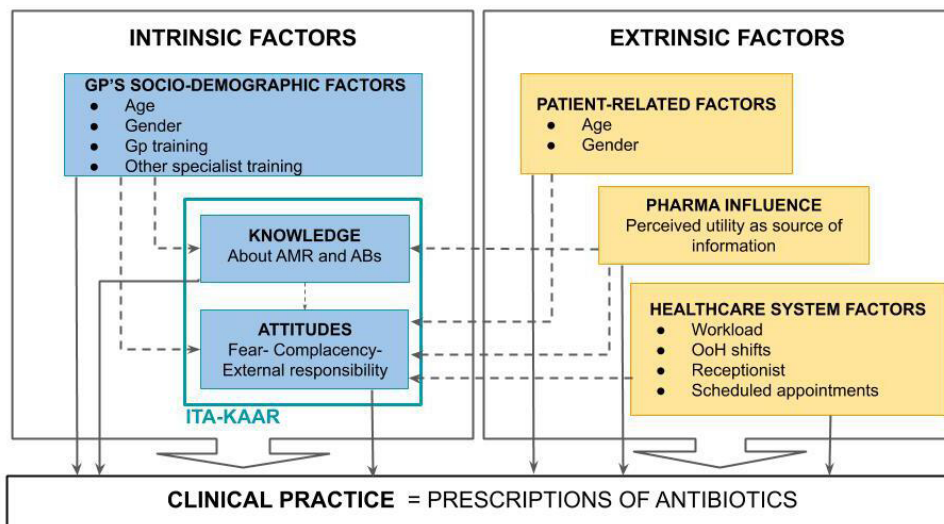 INTRINSIC FACTORS
GP'S SOCIO-DEMOGRAPHIC FACTORS
● Age
● Gender
● Gp training
● Other specialist training
KNOWLEDGE
About AMR and ABs
ATTITUDES
Fear- Complacency-
External responsibility
ITA-KAAR
EXTRINSIC FACTORS
PATIENT-RELATED FACTORS
● Age
● Gender
PHARMA INFLUENCE
Perceived utility as source of
information
HEALTHCARE SYSTEM FACTORS
● Workload
● OoH shifts
● Receptionist
● Scheduled appointments
CLINICAL PRACTICE = PRESCRIPTIONS OF ANTIBIOTICS